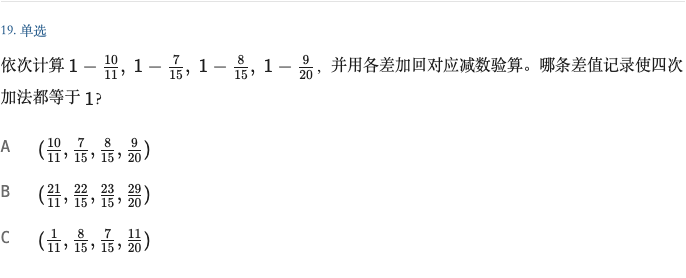 19. 单选
依次计算 1 − 10/11, 1 − 7/15, 1 − 8/15, 1 − 9/20, 并用各差加回对应减数验算。哪条差值记录使四次
加法都等于 1?
A (10/11, 7/15, 8/15, 9/20)
B (21/11, 22/15, 23/15, 29/20)
C (1/11, 8/15, 7/15, 11/20)